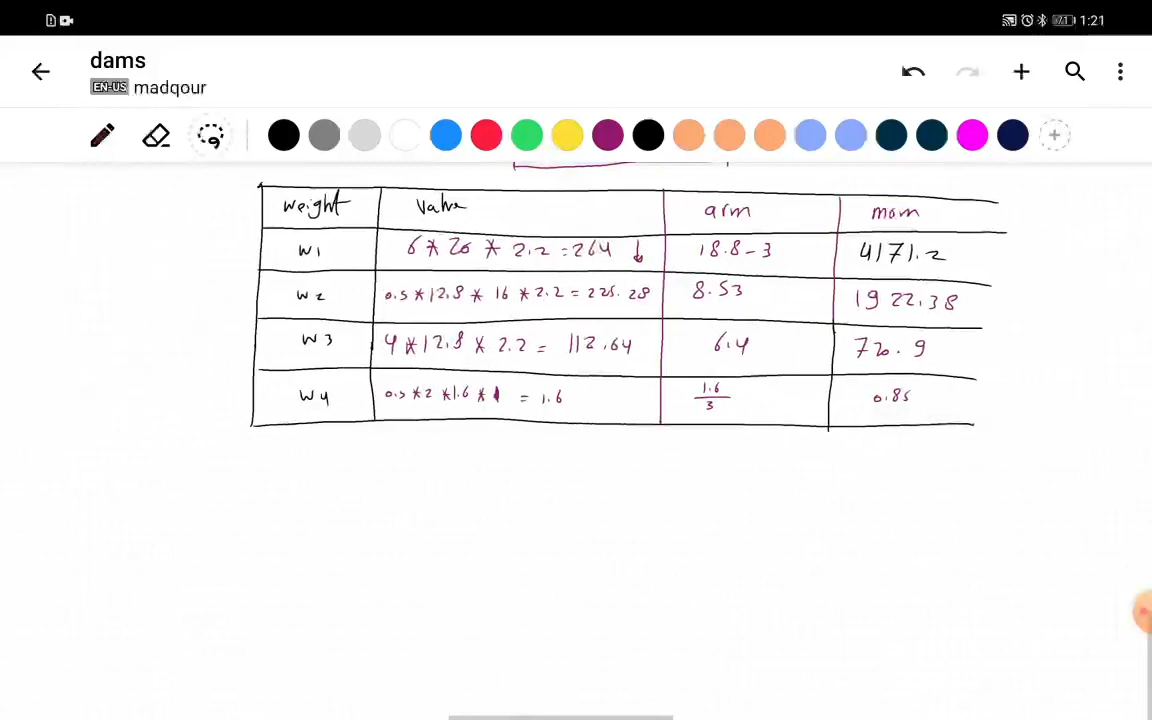 1:21
dams
EN-US madqour
weight value arm mom
w1 6*20*2.2=264 ↓ 18.8-3 4171.2
w2 0.5*12.8*16*2.2=225.28 8.53 1922.38
w3 4*12.8*2.2= 112.64 6.4 720.9
w4 0.5*2*1.6*1 = 1.6 1.6/3 0.85